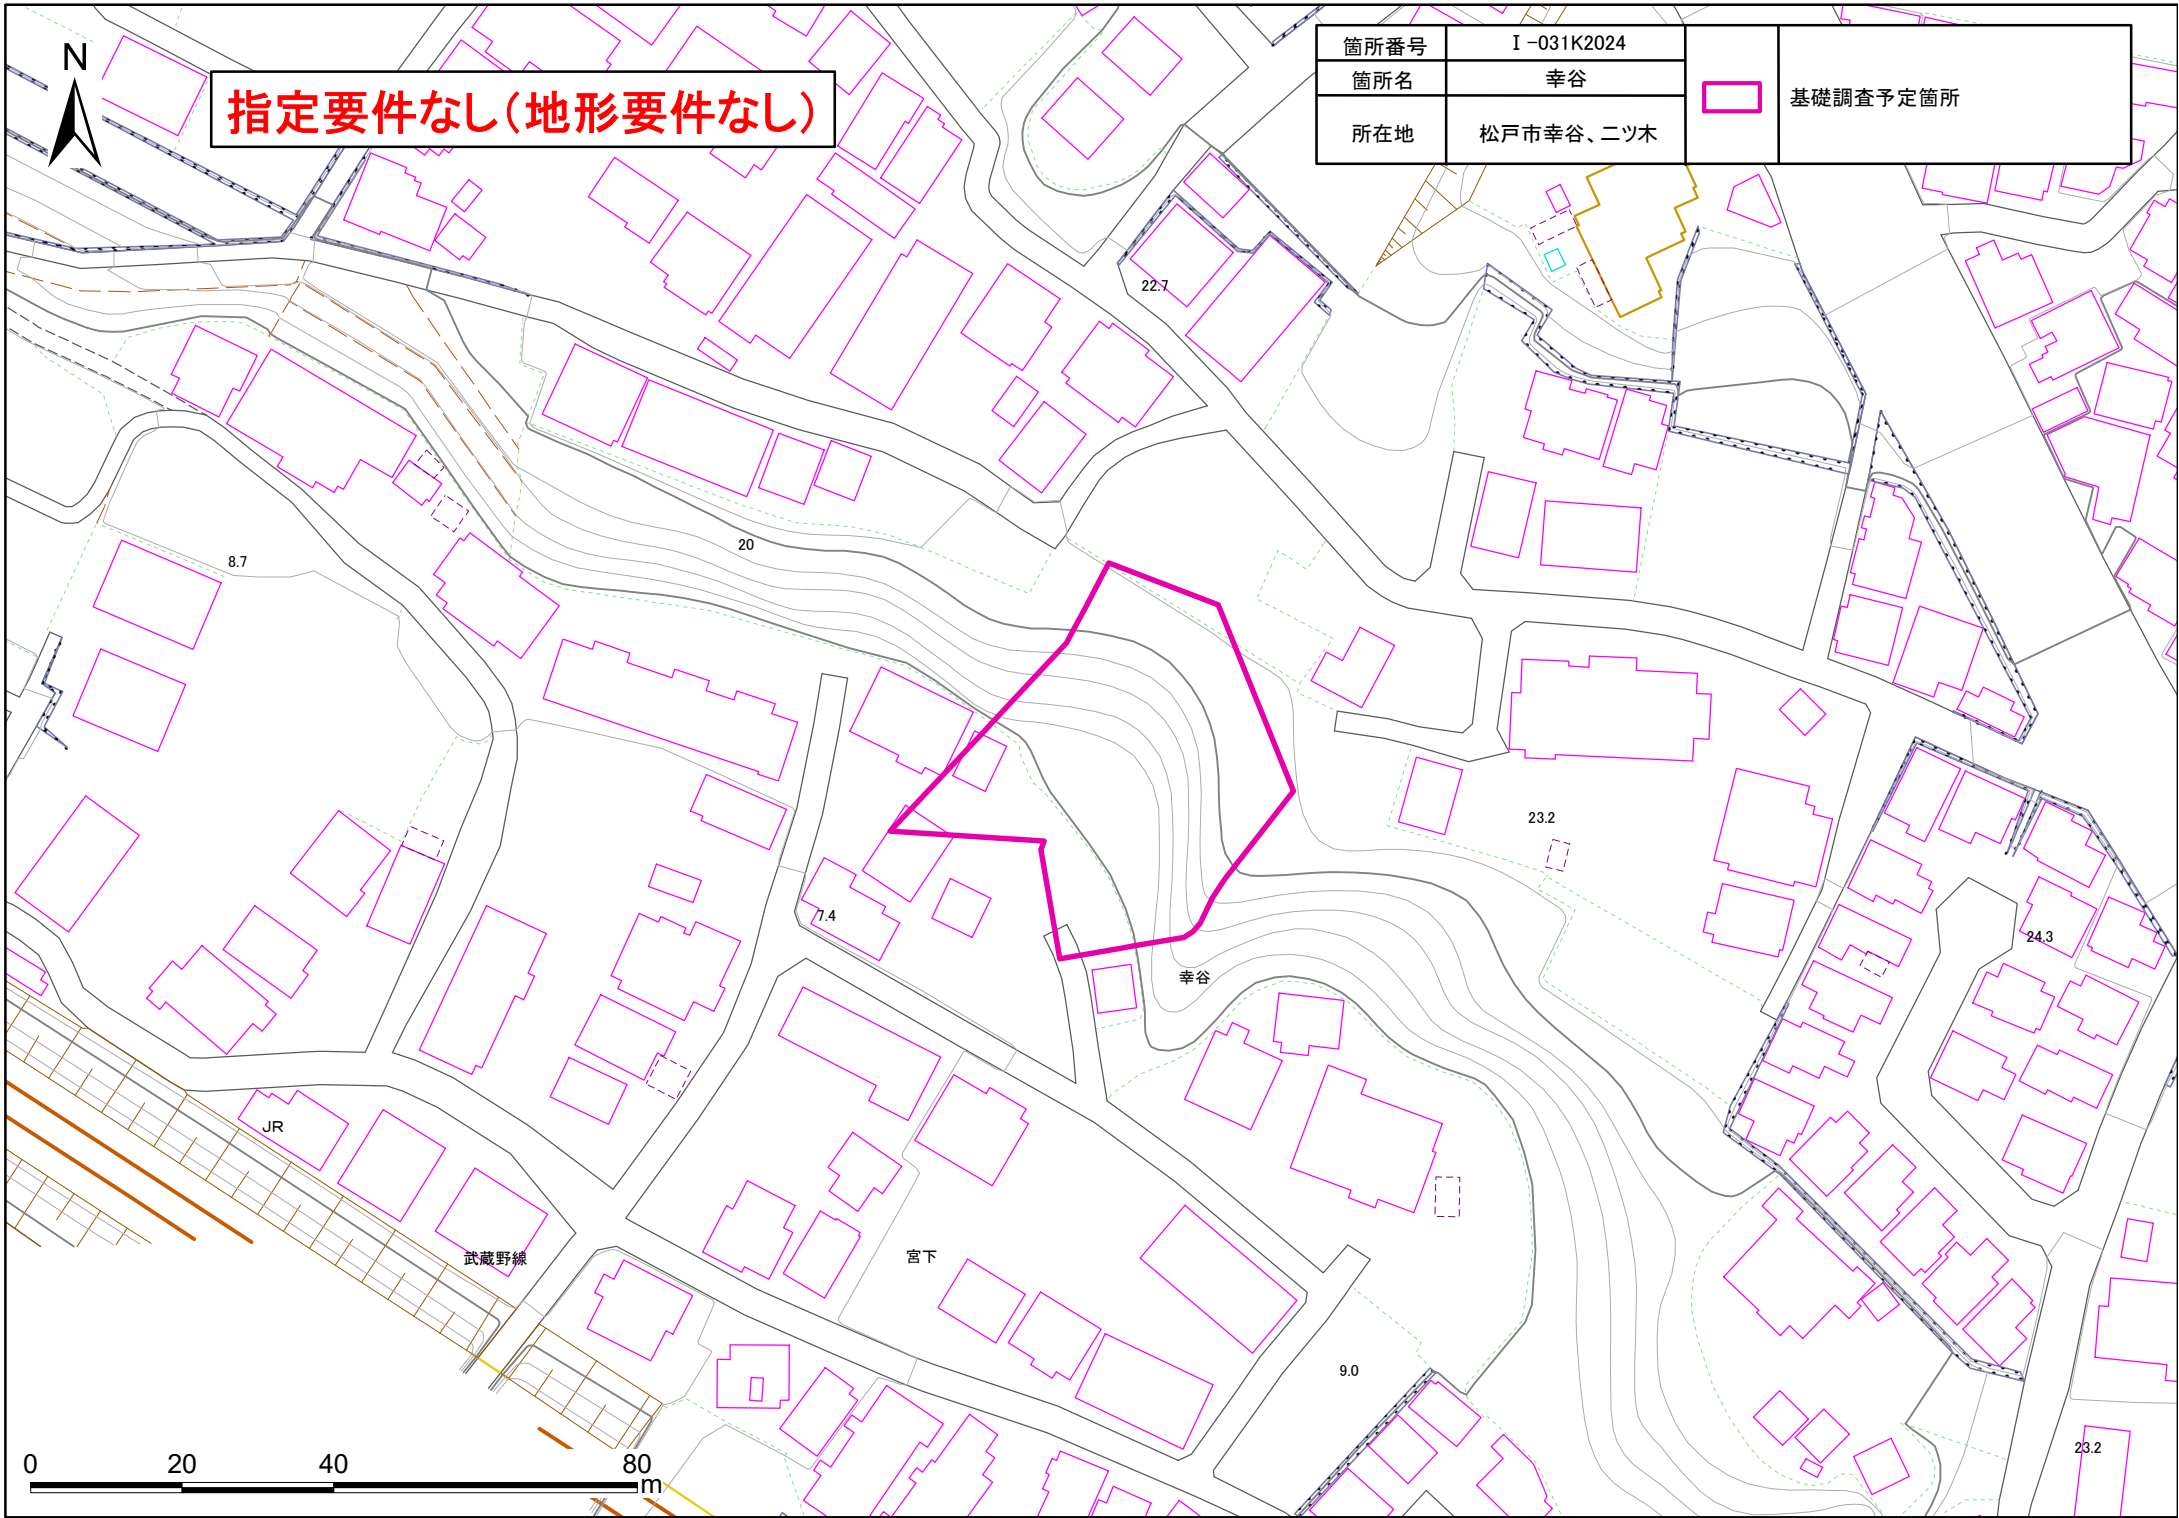 N
指定要件なし(地形要件なし)
箇所番号 Ⅰ-031K2024
箇所名 幸谷
所在地 松戸市幸谷、二ツ木
基礎調査予定箇所
22.7
20
8.7
23.2
7.4
24.3
幸谷
JR
武蔵野線
宮下
9.0
23.2
0 20 40 80
m